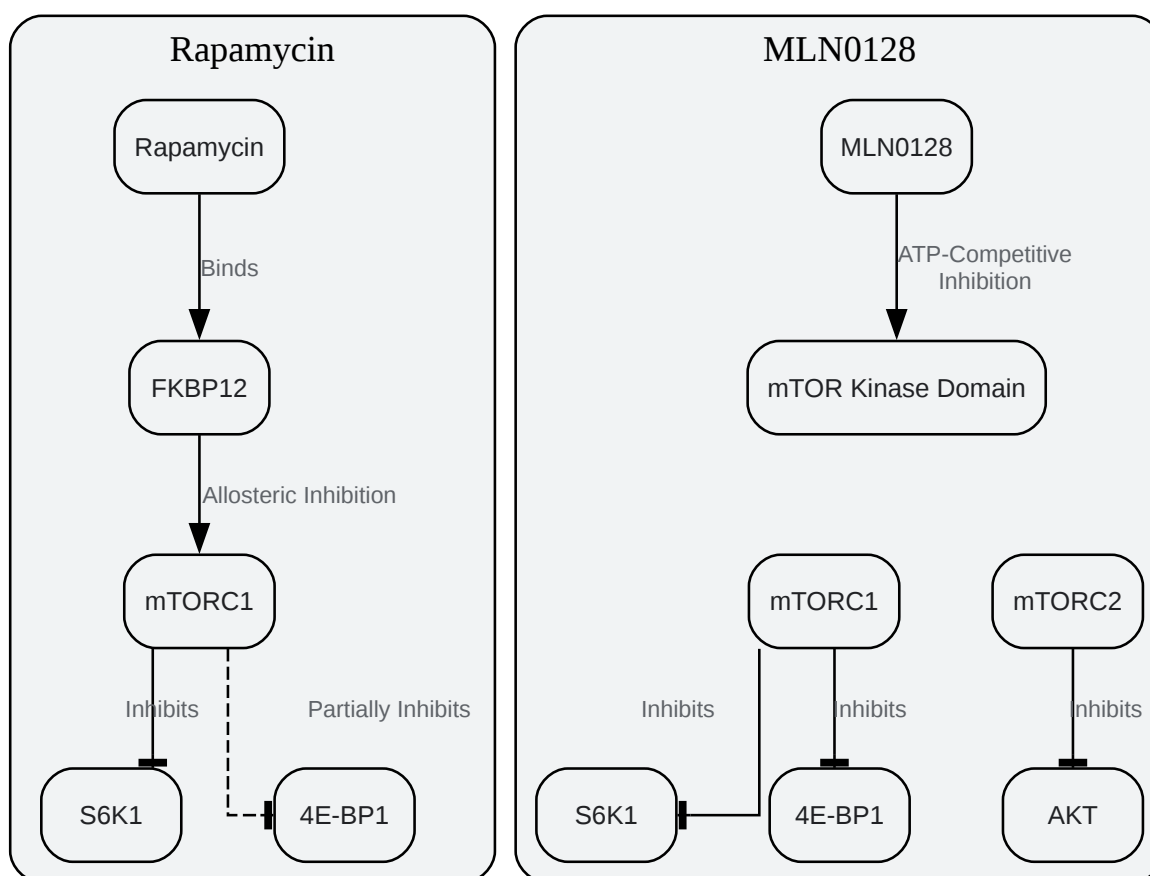 Rapamycin
Rapamycin
Binds
FKBP12
Allosteric Inhibition
mTORC1
Inhibits
Partially Inhibits
S6K1
4E-BP1
MLN0128
MLN0128
ATP-Competitive
Inhibition
mTOR Kinase Domain
mTORC1
mTORC2
Inhibits
Inhibits
Inhibits
S6K1
4E-BP1
AKT